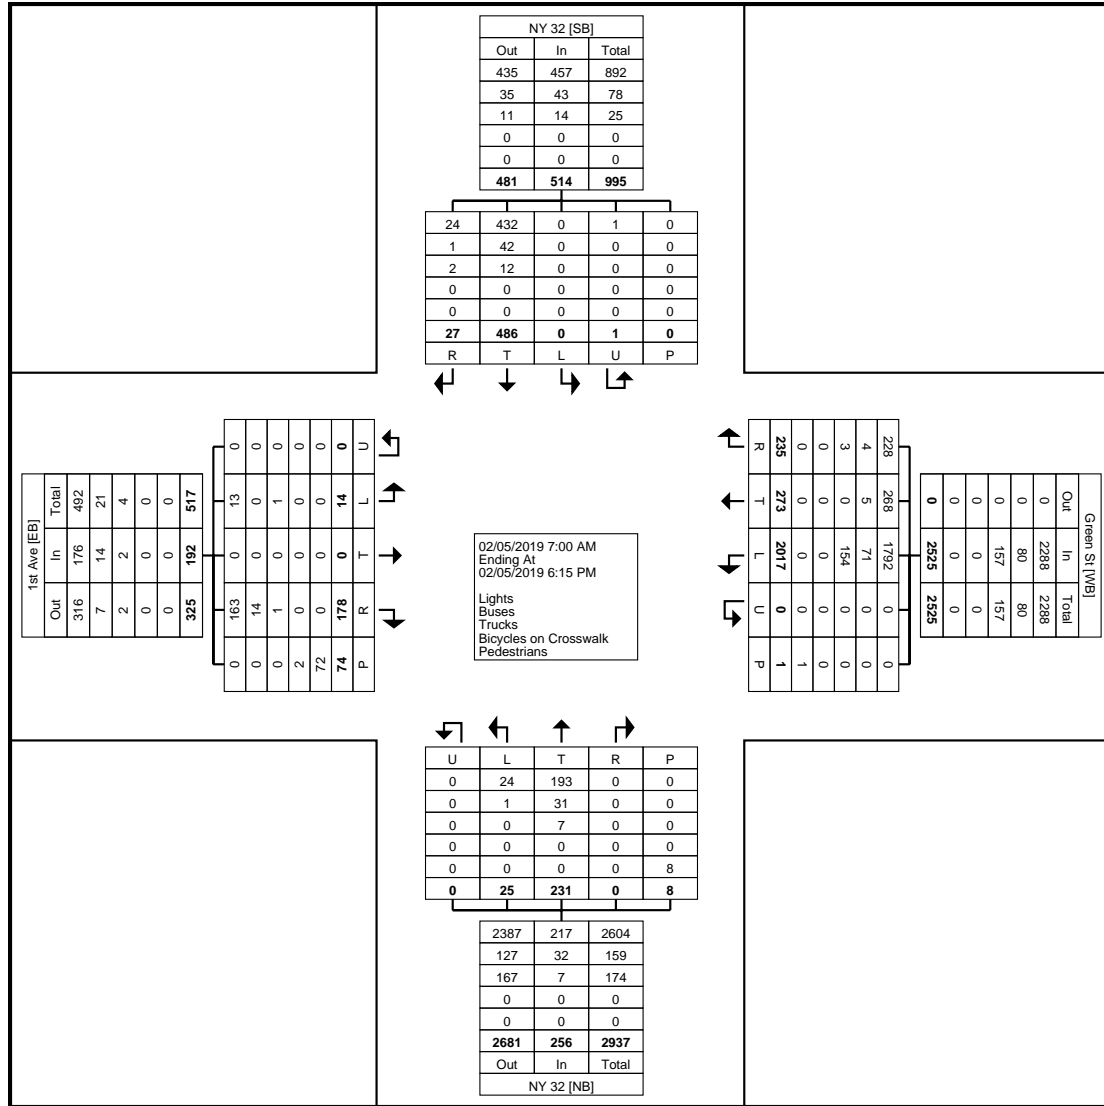 NY 32 [SB]
Out In Total
435 457 892
35 43 78
11 14 25
0 0 0
0 0 0
481 514 995
24 432 0 1 0
1 42 0 0 0
2 12 0 0 0
0 0 0 0 0
0 0 0 0 0
27 486 0 1 0
R T L U P
1st Ave [EB]
Total 492 21 4 0 0 517
In 176 14 2 0 0 192
Out 316 7 2 0 0 325
0 0 0 0 0 0 U
13 0 1 0 0 14 L
0 0 0 0 0 0 T
163 14 1 0 0 178 R
0 0 0 2 72 74 P
02/05/2019 7:00 AM
Ending At
02/05/2019 6:15 PM
Lights
Buses
Trucks
Bicycles on Crosswalk
Pedestrians
Green St [WB]
Out In Total
0 2288 2288
0 80 80
0 157 157
0 0 0
0 0 0
0 2525 2525
228 268 1792 0 0
4 5 71 0 0
3 0 154 0 0
0 0 0 0 0
0 0 0 0 1
235 273 2017 0 1
R T L U P
U L T R P
0 24 193 0 0
0 1 31 0 0
0 0 7 0 0
0 0 0 0 0
0 0 0 0 8
0 25 231 0 8
2387 217 2604
127 32 159
167 7 174
0 0 0
0 0 0
2681 256 2937
Out In Total
NY 32 [NB]